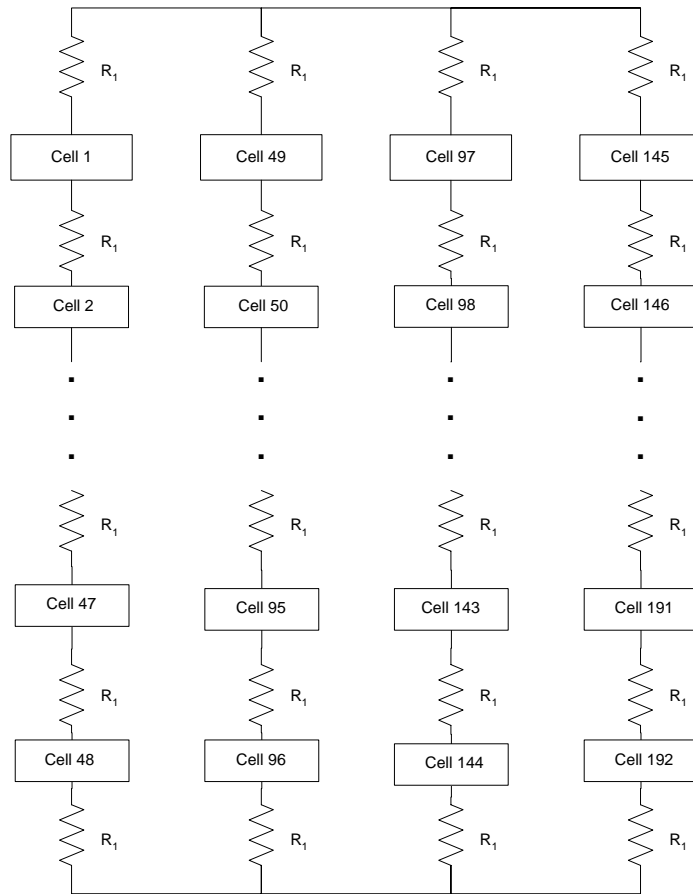 R₁ R₁ R₁ R₁
Cell 1 Cell 49 Cell 97 Cell 145
R₁ R₁ R₁ R₁
Cell 2 Cell 50 Cell 98 Cell 146
R₁ R₁ R₁ R₁
Cell 47 Cell 95 Cell 143 Cell 191
R₁ R₁ R₁ R₁
Cell 48 Cell 96 Cell 144 Cell 192
R₁ R₁ R₁ R₁